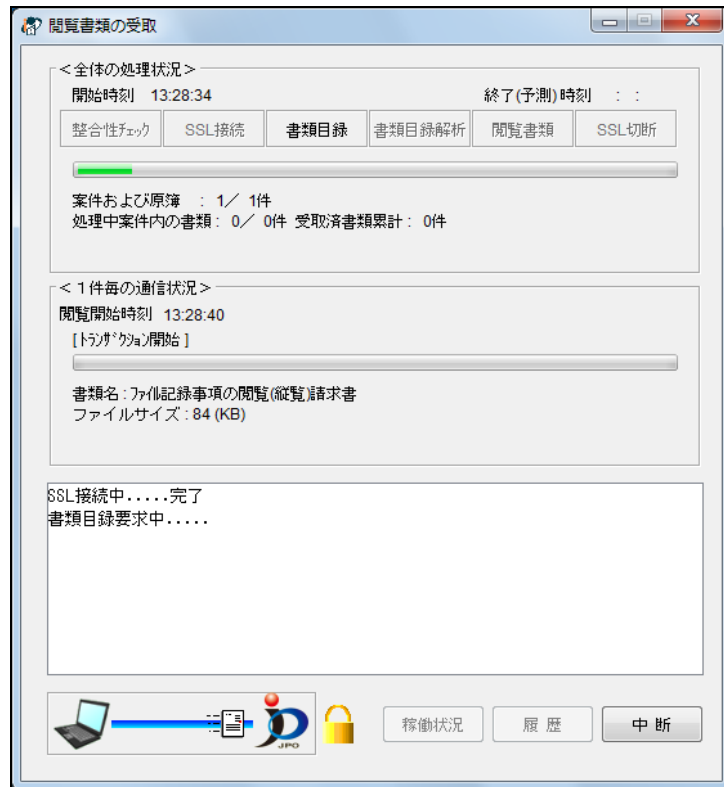 閲覧書類の受取
＜全体の処理状況＞
開始時刻 13:28:34 終了(予測)時刻 : :
整合性ﾁｪｯｸ SSL接続 書類目録 書類目録解析 閲覧書類 SSL切断
案件および原簿 : 1／ 1件
処理中案件内の書類: 0／ 0件 受取済書類累計: 0件
＜１件毎の通信状況＞
閲覧開始時刻 13:28:40
[ﾄﾗﾝｻﾞｸｼｮﾝ開始 ]
書類名:ﾌｧｲﾙ記録事項の閲覧(縦覧)請求書
ファイルサイズ:84 (KB)
SSL接続中.....完了
書類目録要求中.....
JPO
稼働状況 履 歴 中 断